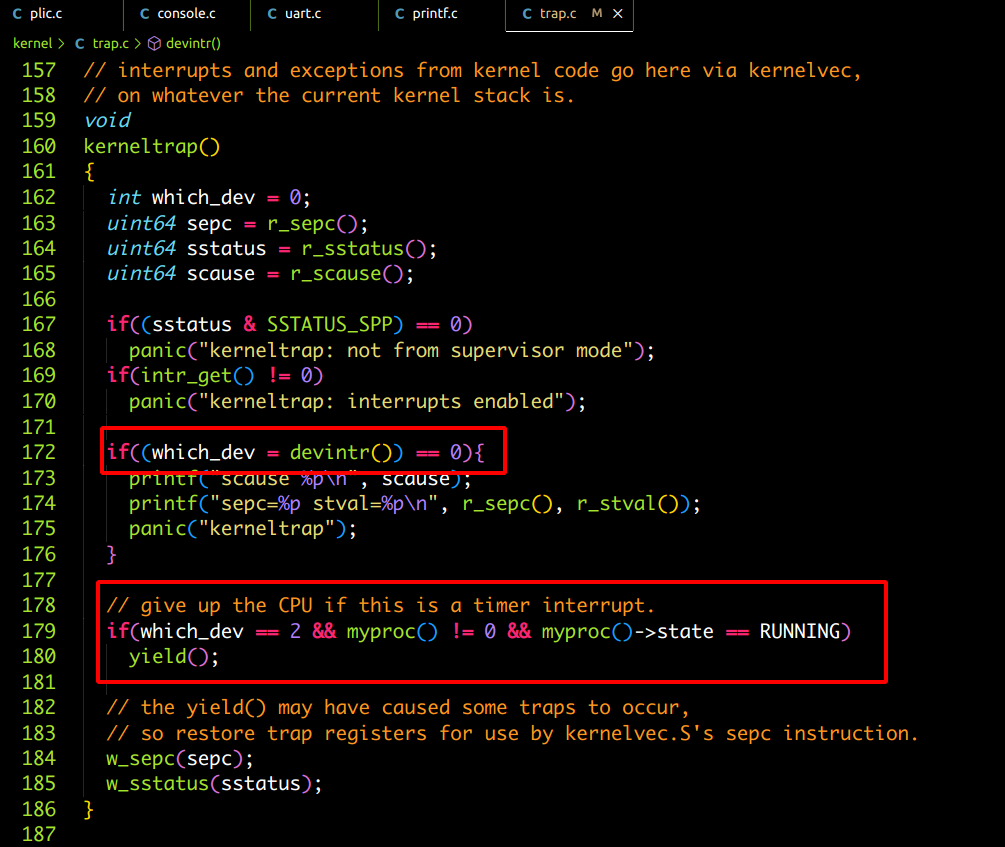 C plic.c C console.c C uart.c C printf.c C trap.c M ×
kernel > C trap.c > devintr()
157 // interrupts and exceptions from kernel code go here via kernelvec,
158 // on whatever the current kernel stack is.
159 void
160 kerneltrap()
161 {
162   int which_dev = 0;
163   uint64 sepc = r_sepc();
164   uint64 sstatus = r_sstatus();
165   uint64 scause = r_scause();
166
167   if((sstatus & SSTATUS_SPP) == 0)
168     panic("kerneltrap: not from supervisor mode");
169   if(intr_get() != 0)
170     panic("kerneltrap: interrupts enabled");
171
172   if((which_dev = devintr()) == 0){
173     printf("scause %p\n", scause);
174     printf("sepc=%p stval=%p\n", r_sepc(), r_stval());
175     panic("kerneltrap");
176   }
177
178   // give up the CPU if this is a timer interrupt.
179   if(which_dev == 2 && myproc() != 0 && myproc()->state == RUNNING)
180     yield();
181
182   // the yield() may have caused some traps to occur,
183   // so restore trap registers for use by kernelvec.S's sepc instruction.
184   w_sepc(sepc);
185   w_sstatus(sstatus);
186 }
187